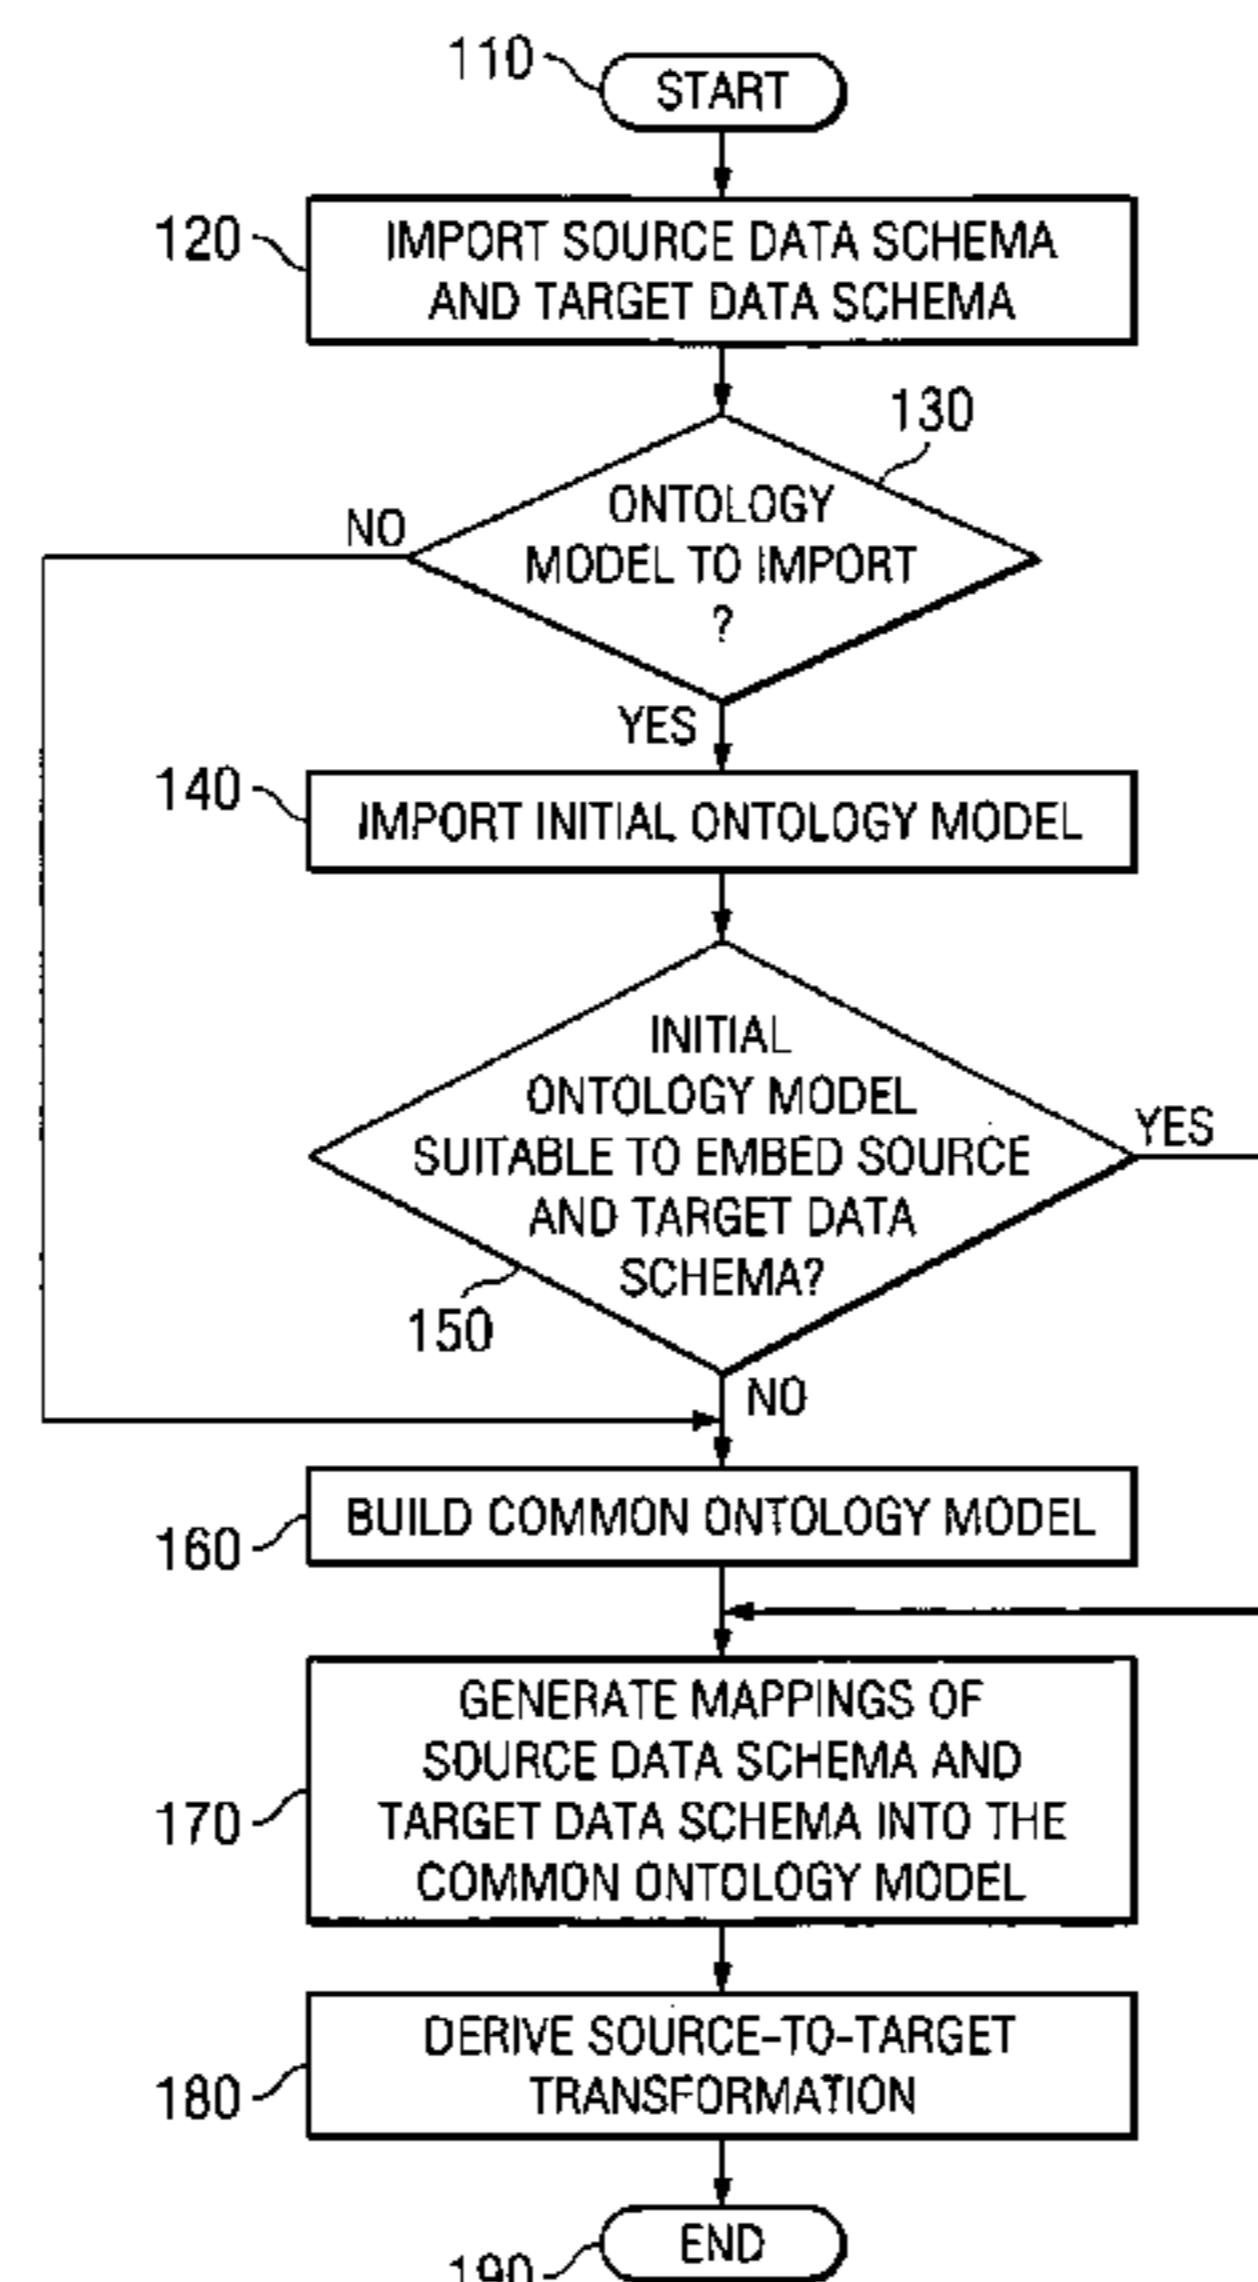 110
START
120
IMPORT SOURCE DATA SCHEMA
AND TARGET DATA SCHEMA
130
ONTOLOGY
MODEL TO IMPORT
?
NO
YES
140
IMPORT INITIAL ONTOLOGY MODEL
INITIAL
ONTOLOGY MODEL
SUITABLE TO EMBED SOURCE
AND TARGET DATA
SCHEMA?
YES
150
NO
BUILD COMMON ONTOLOGY MODEL
160
GENERATE MAPPINGS OF
SOURCE DATA SCHEMA AND
TARGET DATA SCHEMA INTO THE
COMMON ONTOLOGY MODEL
170
DERIVE SOURCE-TO-TARGET
TRANSFORMATION
180
END
190